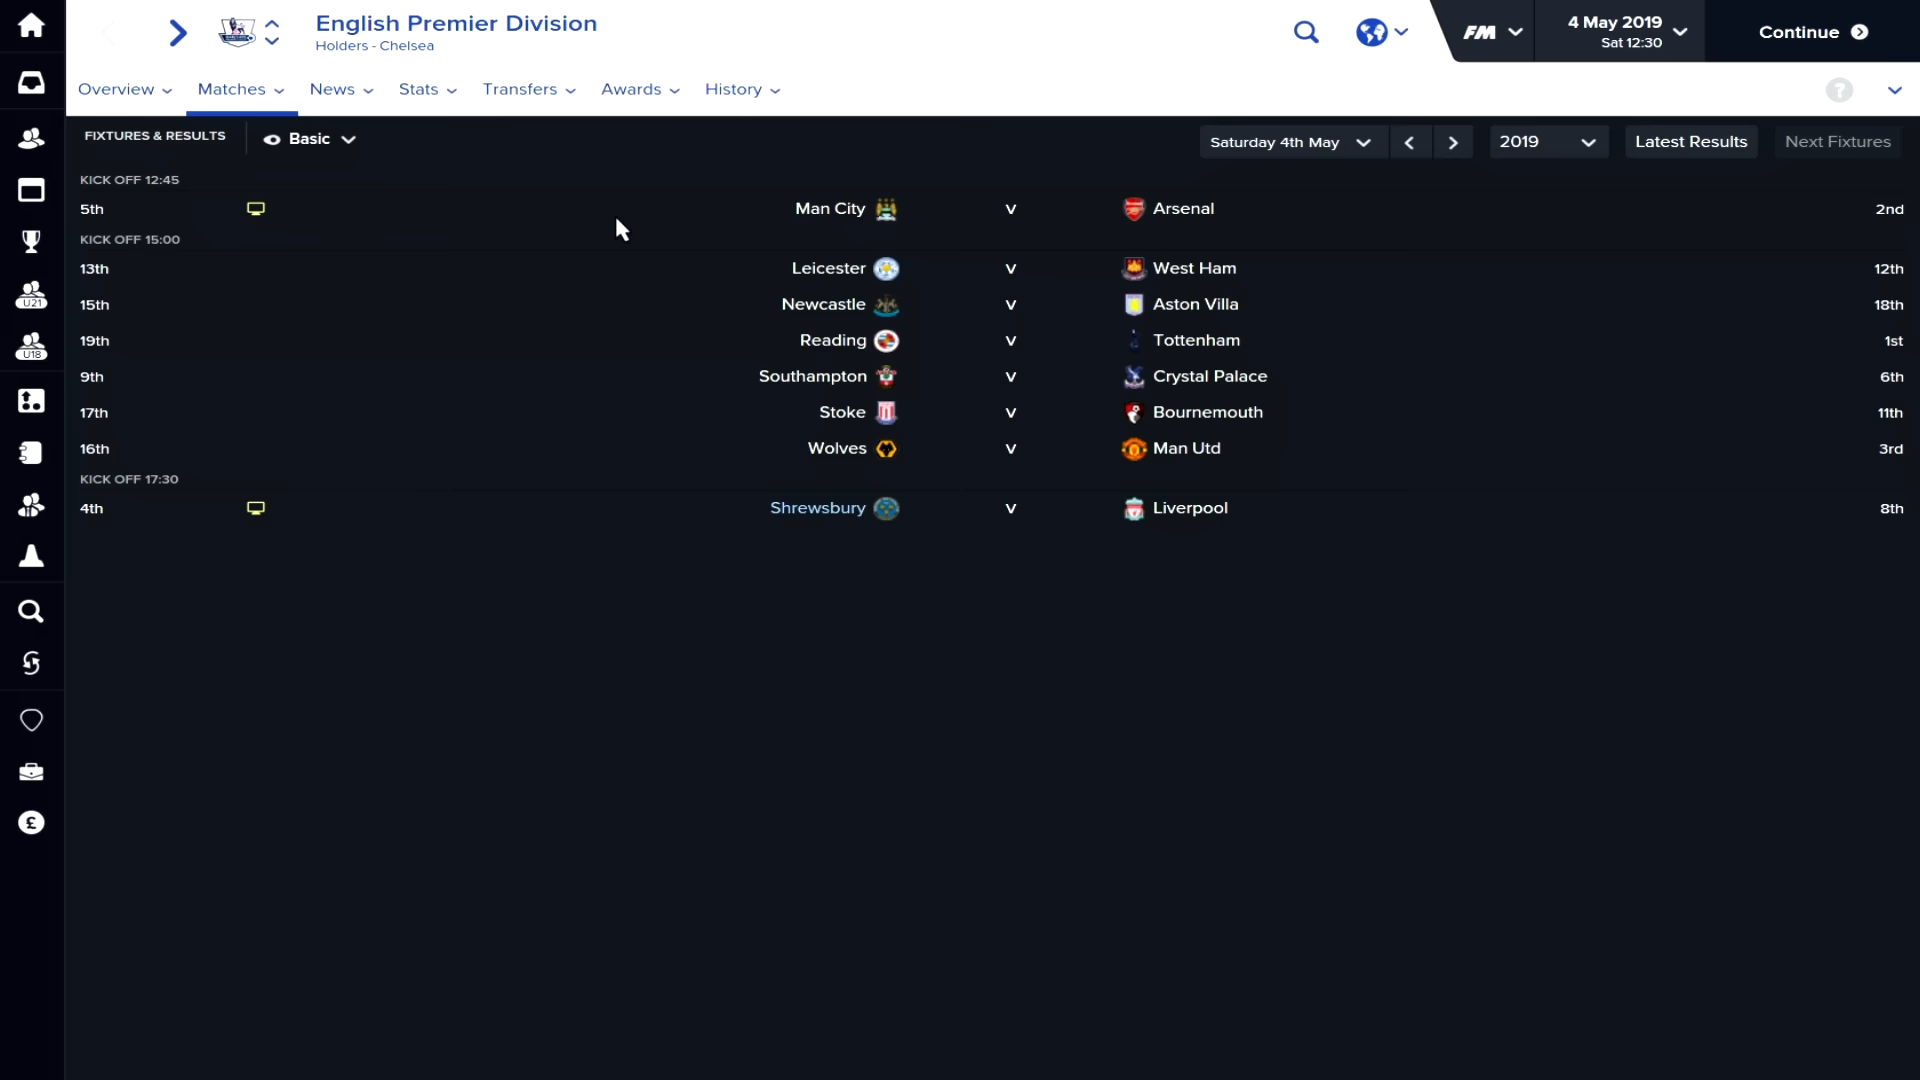 English Premier Division
Holders - Chelsea
FM
4 May 2019
Sat 12:30
Continue
Overview Matches News Stats Transfers Awards History ?
FIXTURES & RESULTS Basic Saturday 4th May 2019 Latest Results Next Fixtures
KICK OFF 12:45
5th Man City V Arsenal 2nd
KICK OFF 15:00
13th Leicester V West Ham 12th
15th Newcastle V Aston Villa 18th
19th Reading V Tottenham 1st
9th Southampton V Crystal Palace 6th
17th Stoke V Bournemouth 11th
16th Wolves V Man Utd 3rd
KICK OFF 17:30
4th Shrewsbury V Liverpool 8th
U21
U18
£